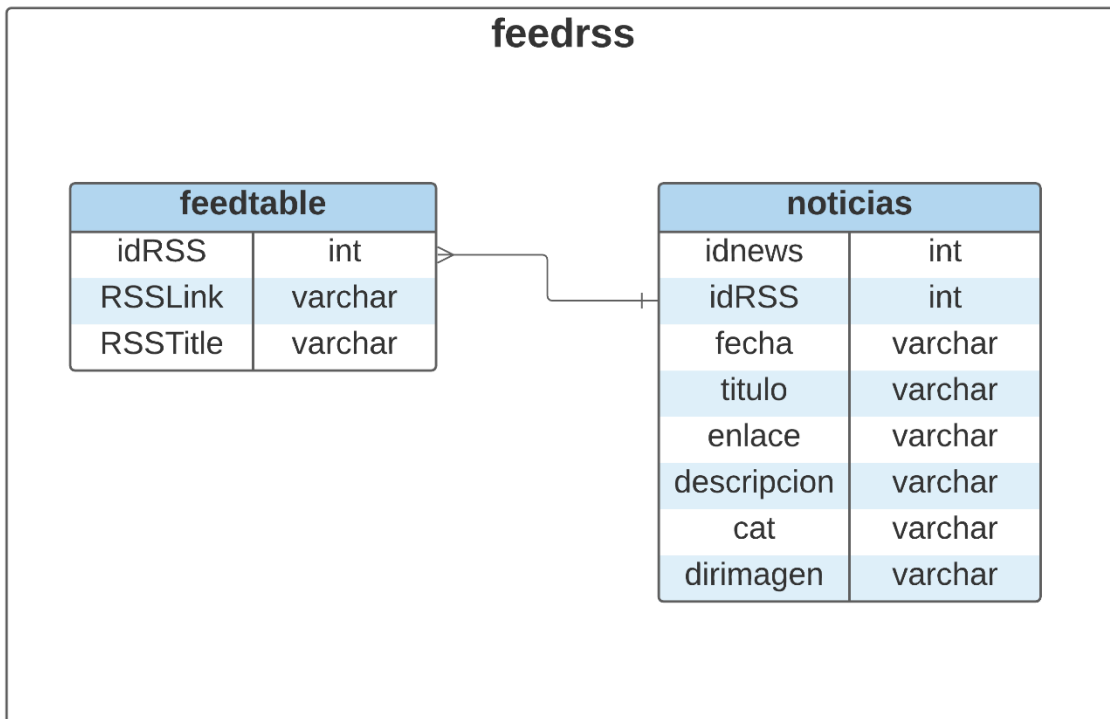 feedrss
feedtable
idRSS int
RSSLink varchar
RSSTitle varchar
noticias
idnews int
idRSS int
fecha varchar
titulo varchar
enlace varchar
descripcion varchar
cat varchar
dirimagen varchar